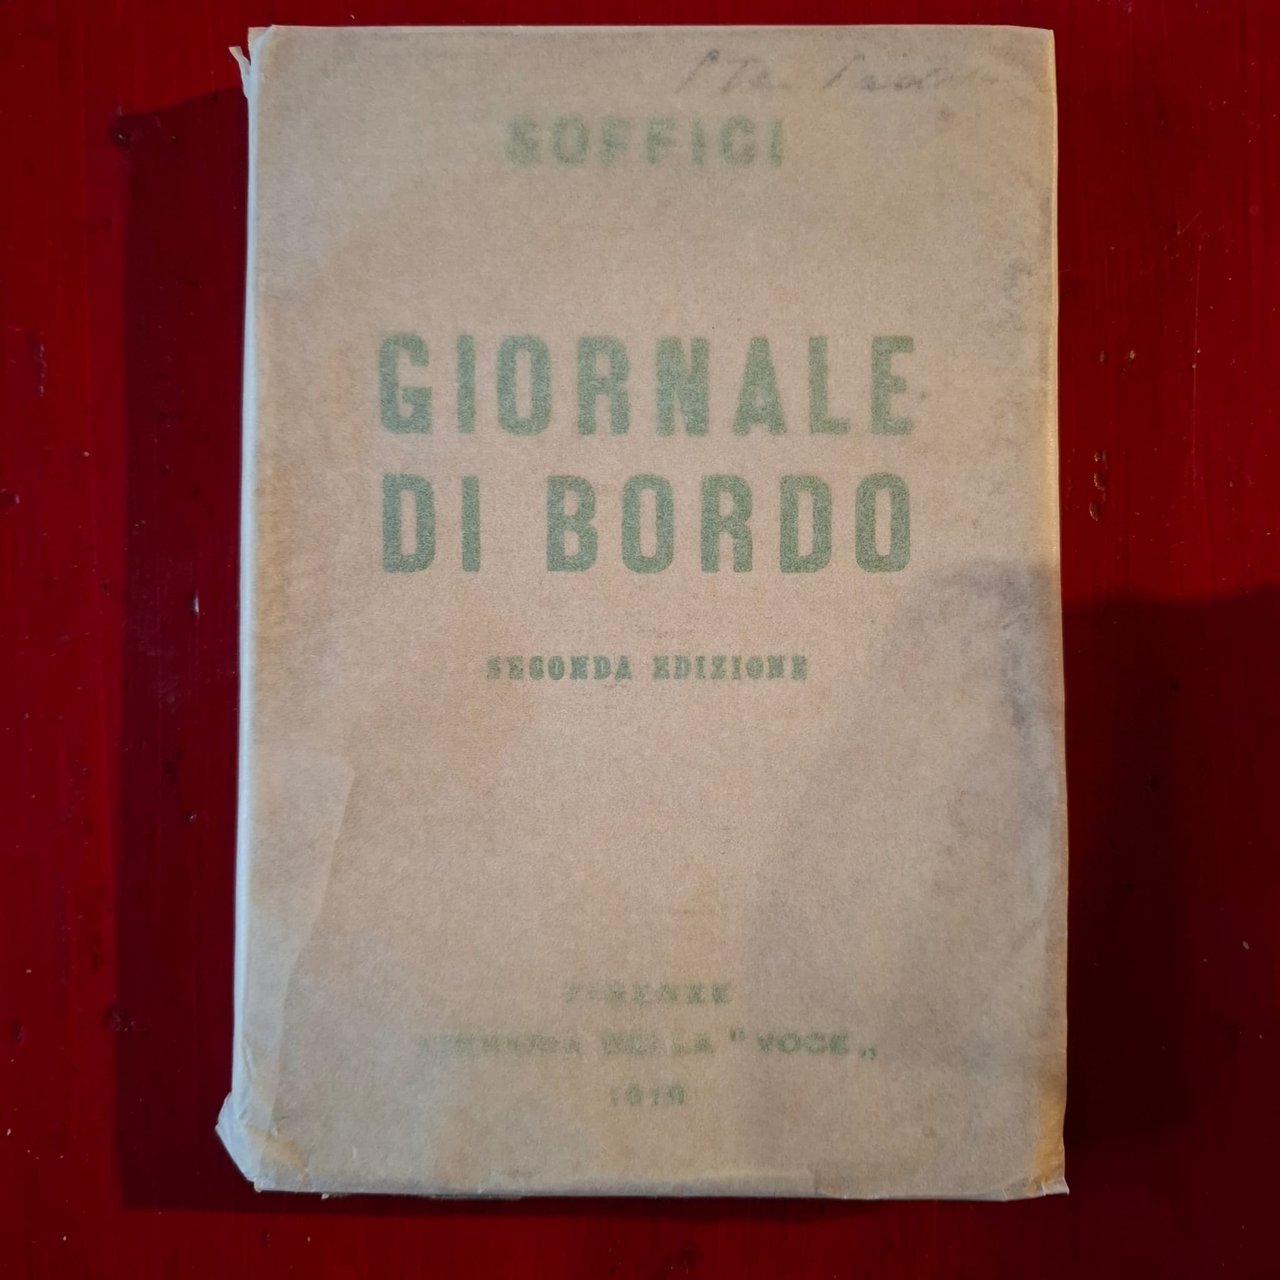 SOFFICI
GIORNALE
DI BORDO
SECONDA EDIZIONE
FIRENZE
LIBRERIA DELLA "VOCE„